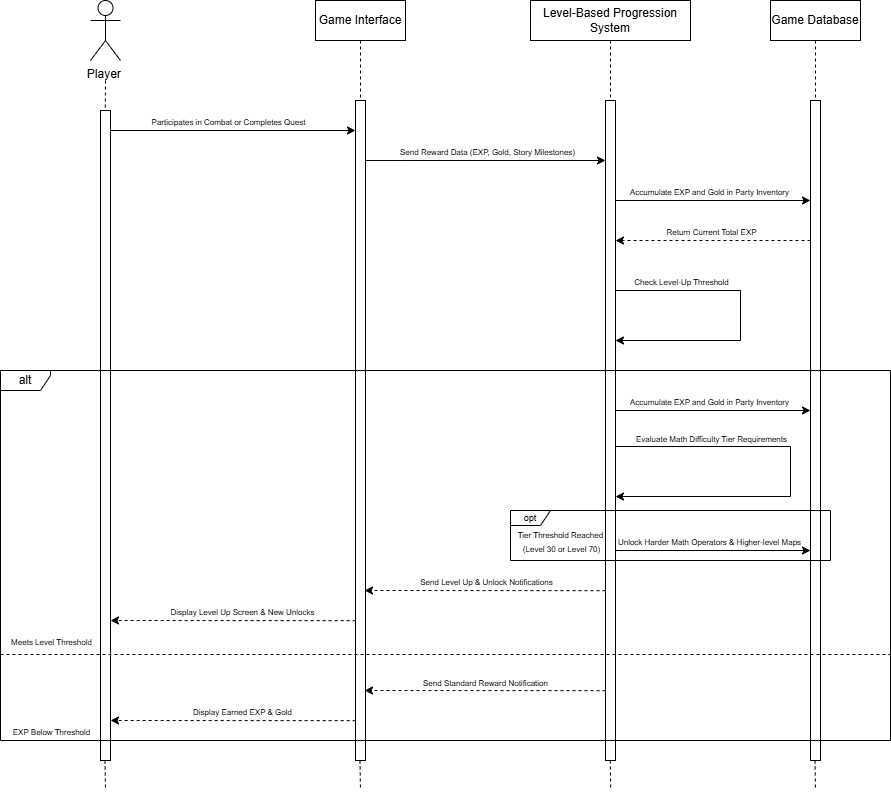 Game Interface
Level-Based Progression
System
Game Database
Player
Participates in Combat or Completes Quest
Send Reward Data (EXP, Gold, Story Milestones)
Accumulate EXP and Gold in Party Inventory
Return Current Total EXP
Check Level-Up Threshold
alt
Accumulate EXP and Gold in Party Inventory
Evaluate Math Difficulty Tier Requirements
opt
Tier Threshold Reached
(Level 30 or Level 70)
Unlock Harder Math Operators & Higher-level Maps
Send Level Up & Unlock Notifications
Display Level Up Screen & New Unlocks
Meets Level Threshold
Send Standard Reward Notification
Display Earned EXP & Gold
EXP Below Threshold